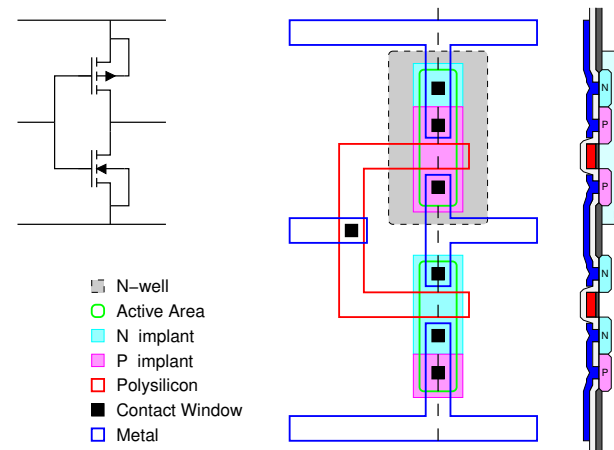 N-well
Active Area
N implant
P implant
Polysilicon
Contact Window
Metal
N
P
P
N
N
P